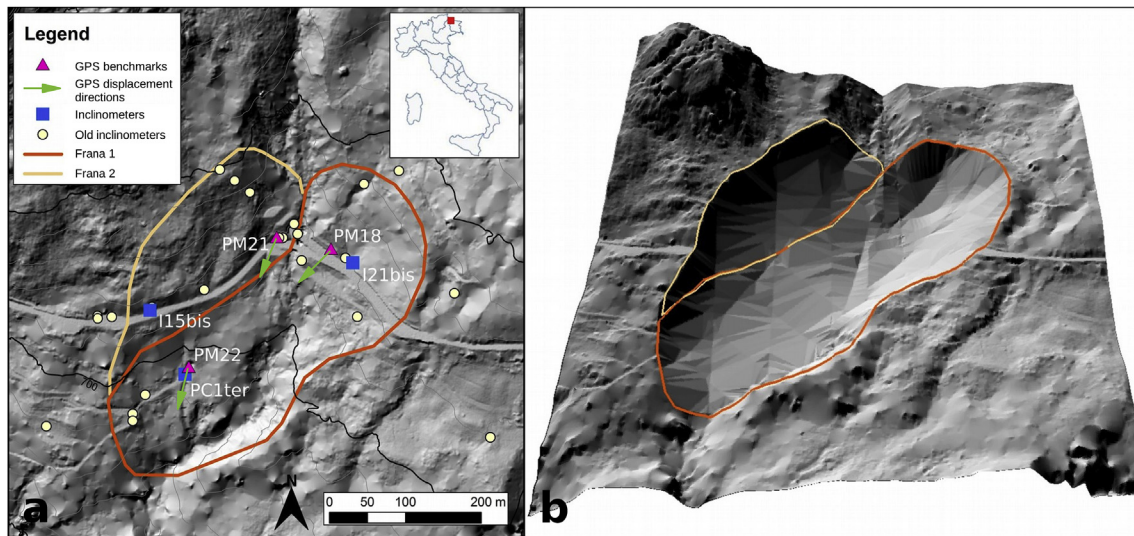 Legend
GPS benchmarks
GPS displacement
directions
Inclinometers
Old inclinometers
Frana 1
Frana 2
PM21
PM18
I21bis
I15bis
PM22
PC1ter
700
N
0 50 100 200 m
a
b